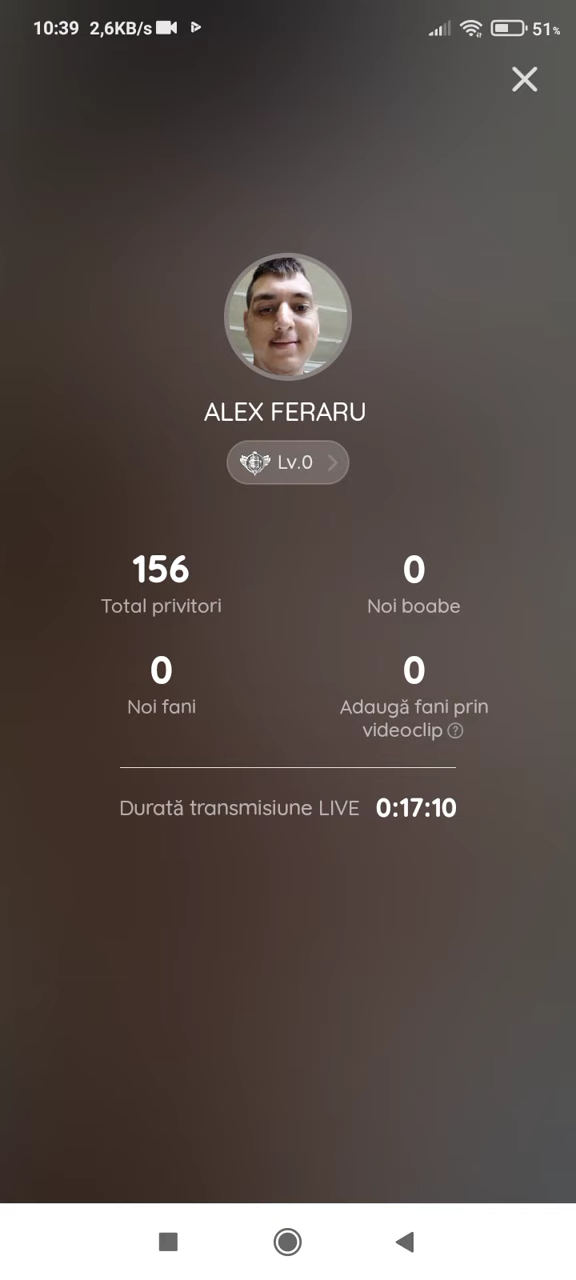 10:39 2,6KB/s 51%
ALEX FERARU
Lv.0
156 0
Total privitori Noi boabe
0 0
Noi fani Adaugă fani prin
videoclip ?
Durată transmisiune LIVE 0:17:10